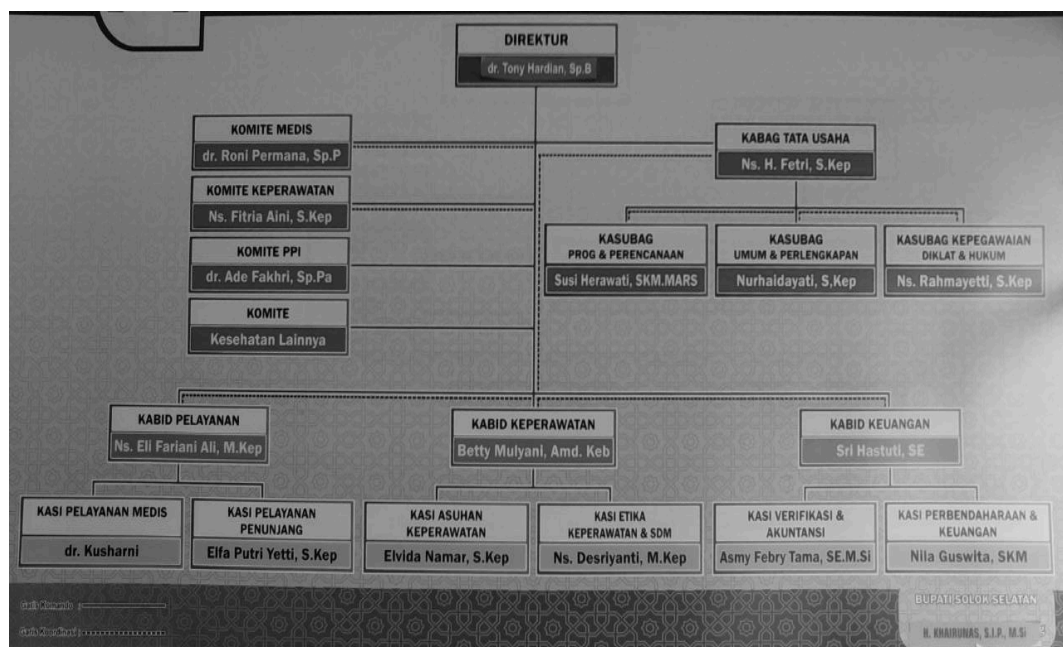 DIREKTUR
dr. Tony Hardian, Sp.B
KOMITE MEDIS
dr. Roni Permana, Sp.P
KABAG TATA USAHA
Ns. H. Fetri, S.Kep
KOMITE KEPERAWATAN
Ns. Fitria Aini, S.Kep
KOMITE PPI
dr. Ade Fakhri, Sp.Pa
KOMITE
Kesehatan Lainnya
KASUBAG
PROG & PERENCANAAN
Susi Herawati, SKM.MARS
KASUBAG
UMUM & PERLENGKAPAN
Nurhaidayati, S,Kep
KASUBAG KEPEGAWAIAN
DIKLAT & HUKUM
Ns. Rahmayetti, S.Kep
KABID PELAYANAN
Ns. Eli Fariani Ali, M.Kep
KABID KEPERAWATAN
Betty Mulyani, Amd. Keb
KABID KEUANGAN
Sri Hastuti, SE
KASI PELAYANAN MEDIS
dr. Kusharni
KASI PELAYANAN
PENUNJANG
Elfa Putri Yetti, S.Kep
KASI ASUHAN
KEPERAWATAN
Elvida Namar, S.Kep
KASI ETIKA
KEPERAWATAN & SDM
Ns. Desriyanti, M.Kep
KASI VERIFIKASI &
AKUNTANSI
Asmy Febry Tama, SE.M.Si
KASI PERBENDAHARAAN &
KEUANGAN
Nila Guswita, SKM
Garis Komando :
Garis Koordinasi :
BUPATI SOLOK SELATAN
H. KHAIRUNAS, S.I.P., M.Si